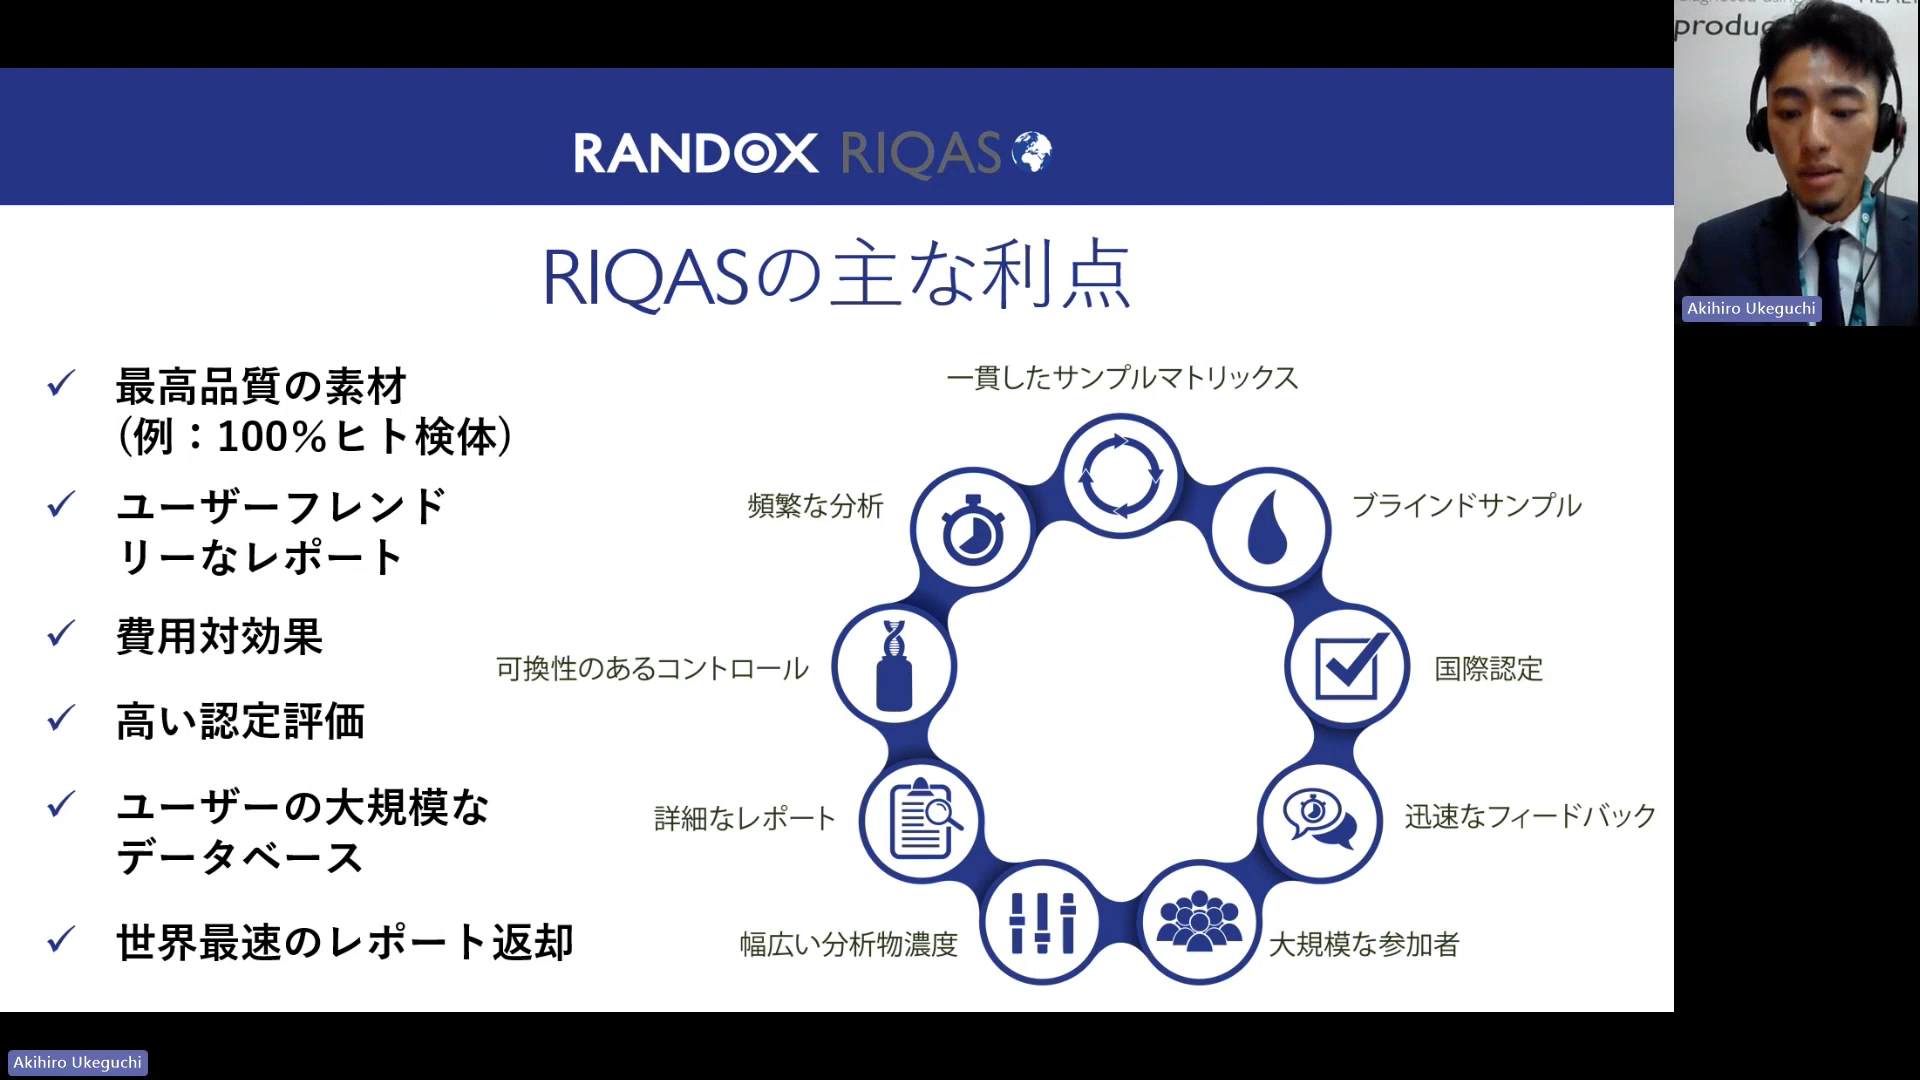 RANDOX RIQAS
RIQASの主な利点
最高品質の素材
(例：100%ヒト検体)
ユーザーフレンド
リーなレポート
費用対効果
高い認定評価
ユーザーの大規模な
データベース
世界最速のレポート返却
一貫したサンプルマトリックス
頻繁な分析
ブラインドサンプル
可換性のあるコントロール
国際認定
詳細なレポート
迅速なフィードバック
幅広い分析物濃度
大規模な参加者
produc
Akihiro Ukeguchi
Akihiro Ukeguchi